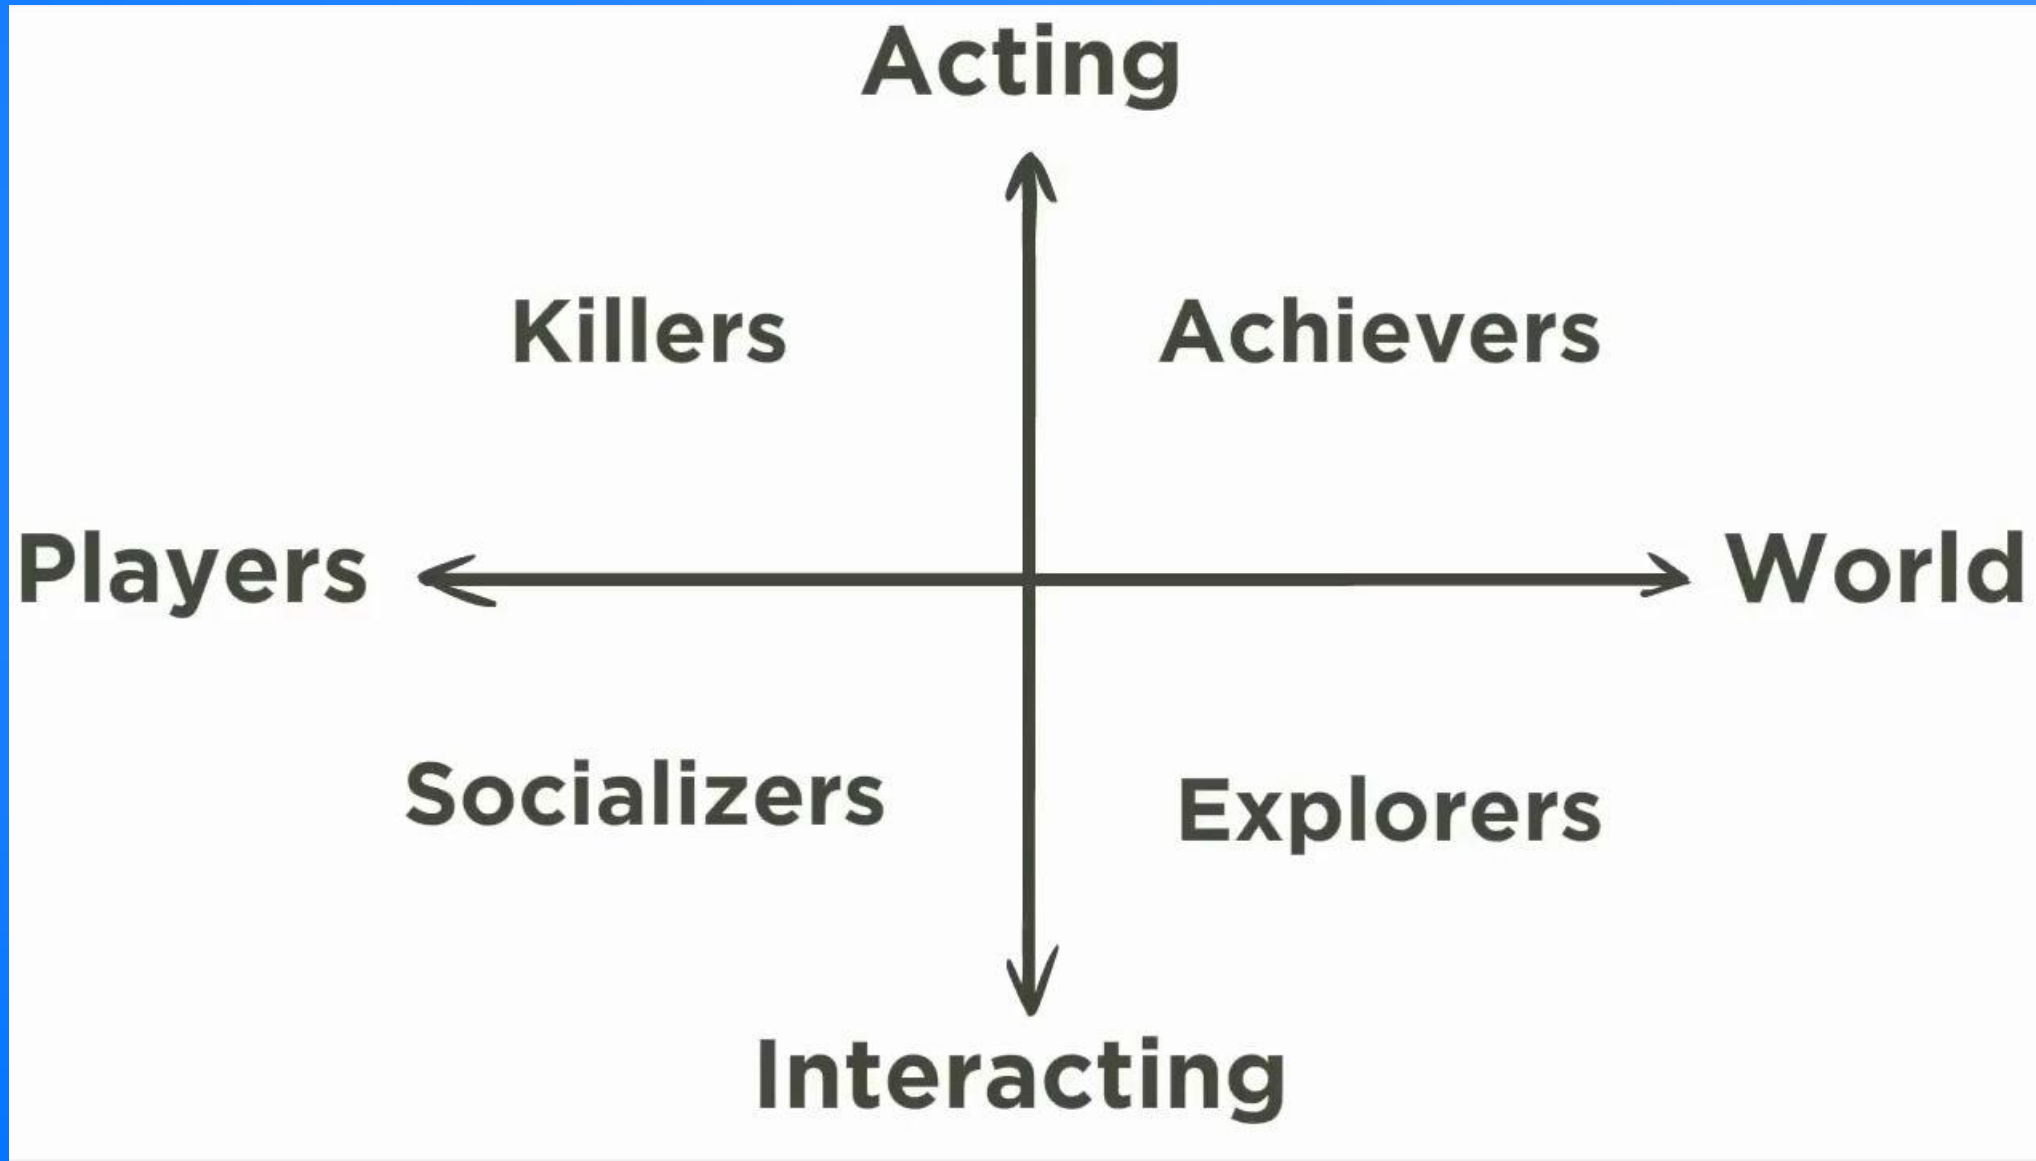 Acting
Killers Achievers
Players World
Socializers Explorers
Interacting